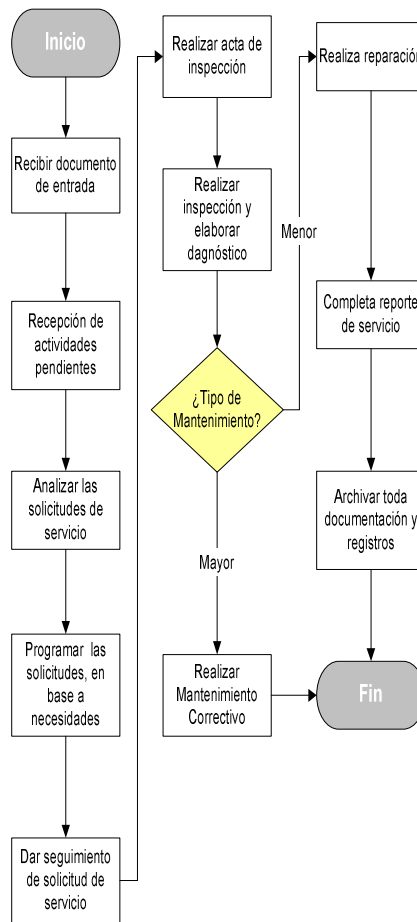 Inicio
Recibir documento
de entrada
Recepción de
actividades
pendientes
Analizar las
solicitudes de
servicio
Programar las
solicitudes, en
base a
necesidades
Dar seguimiento
de solicitud de
servicio
Realizar acta de
inspección
Realizar
inspección y
elaborar
dagnóstico
¿Tipo de
Mantenimiento?
Menor
Mayor
Realizar
Mantenimiento
Correctivo
Realiza reparación
Completa reporte
de servicio
Archivar toda
documentación y
registros
Fin